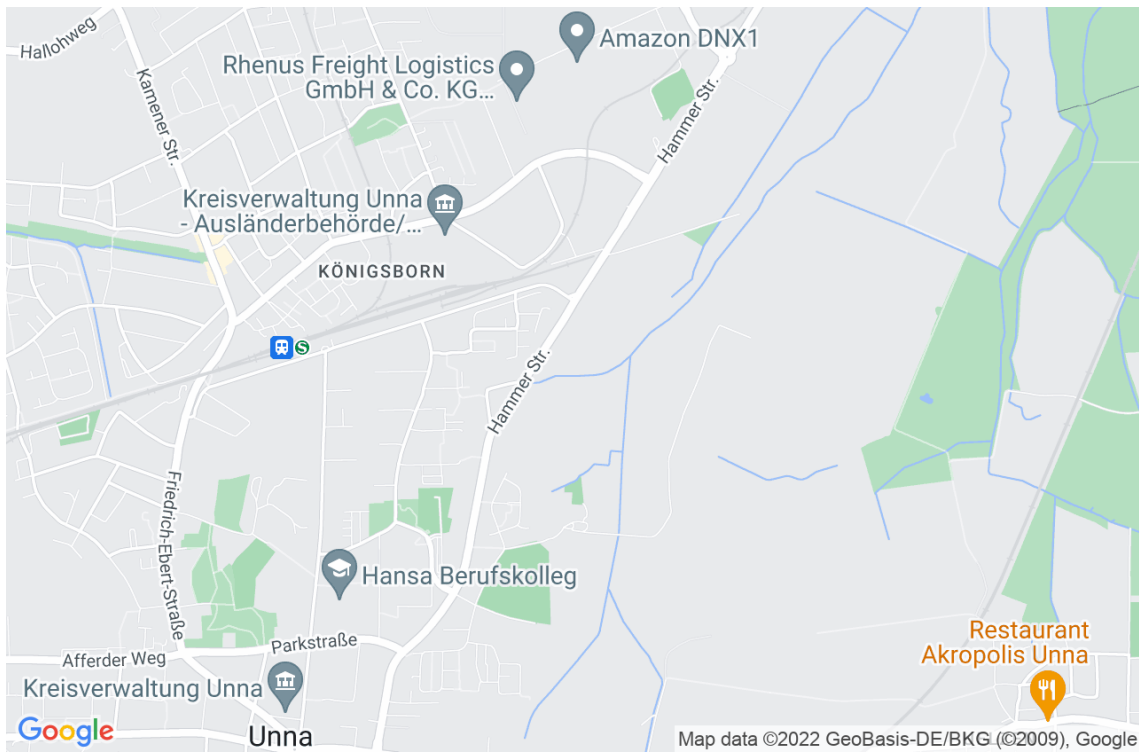 Hallohweg
Kamener Str.
Rhenus Freight Logistics
GmbH & Co. KG...
Amazon DNX1
Hammer Str.
Kreisverwaltung Unna
- Ausländerbehörde/...
KÖNIGSBORN
S
Hammer Str.
Friedrich-Ebert-Straße
Hansa Berufskolleg
Parkstraße
Afferder Weg
Kreisverwaltung Unna
Restaurant
Akropolis Unna
Google
Unna
Map data ©2022 GeoBasis-DE/BKG (©2009), Google